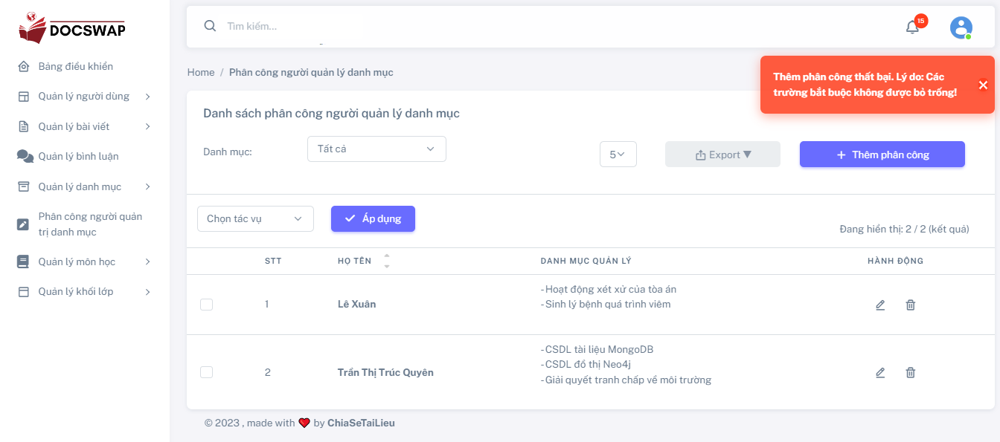 DOCSWAP
Tìm kiếm...
15
Bảng điều khiển
Quản lý người dùng
Quản lý bài viết
Quản lý bình luận
Quản lý danh mục
Phân công người quản
trị danh mục
Quản lý môn học
Quản lý khối lớp
Home / Phân công người quản lý danh mục
Thêm phân công thất bại. Lý do: Các
trường bắt buộc không được bỏ trống!
Danh sách phân công người quản lý danh mục
Danh mục:
Tất cả
5
Export ▼
+ Thêm phân công
Chọn tác vụ
Áp dụng
Đang hiển thị: 2 / 2 (kết quả)
STT HỌ TÊN DANH MỤC QUẢN LÝ HÀNH ĐỘNG
1 Lê Xuân
- Hoạt động xét xử của tòa án
- Sinh lý bệnh quá trình viêm
2 Trần Thị Trúc Quyên
- CSDL tài liệu MongoDB
- CSDL đồ thị Neo4j
- Giải quyết tranh chấp về môi trường
© 2023 , made with ❤ by ChiaSeTaiLieu